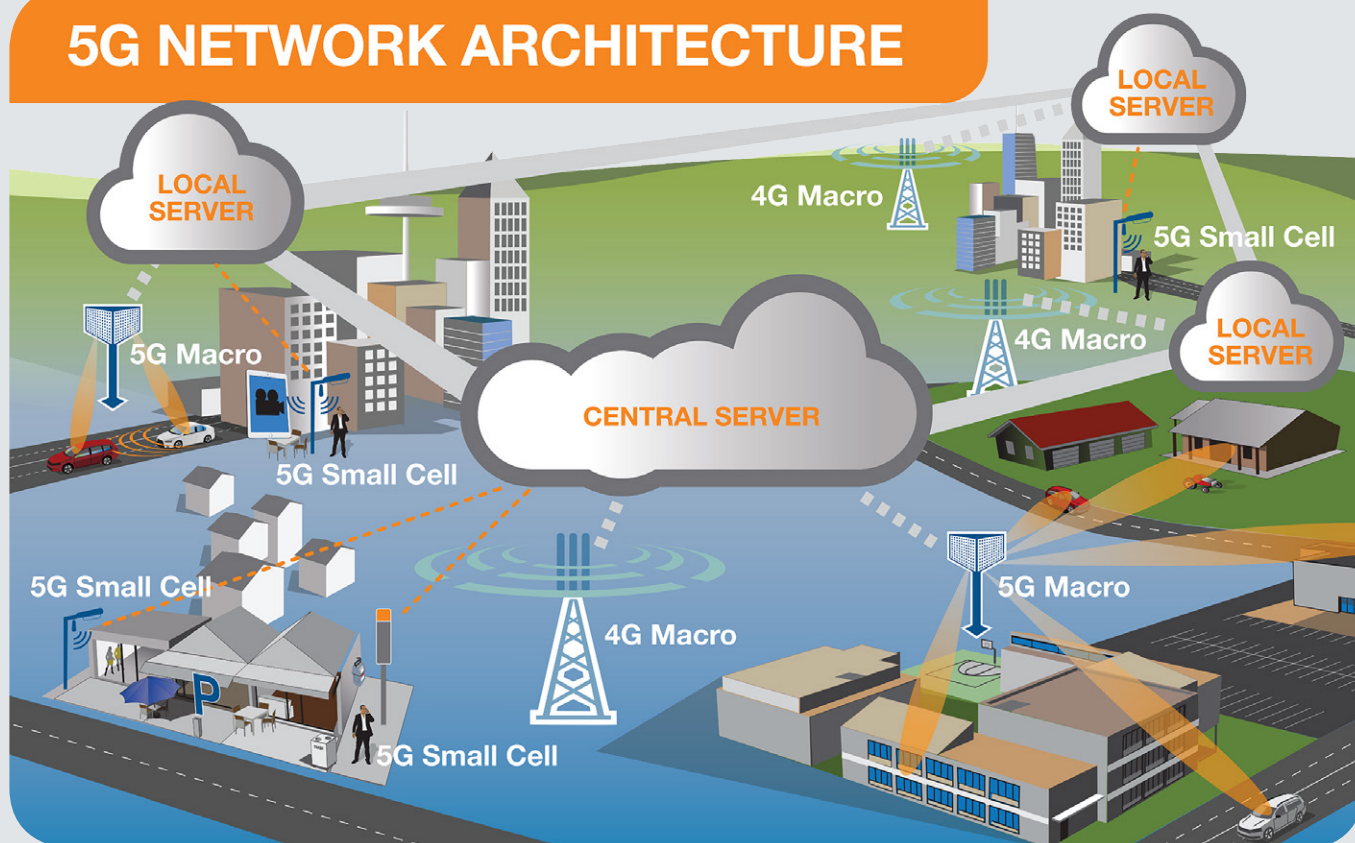 5G NETWORK ARCHITECTURE
LOCAL
SERVER
LOCAL
SERVER
4G Macro
5G Small Cell
5G Macro
4G Macro
LOCAL
SERVER
CENTRAL SERVER
5G Small Cell
5G Small Cell
5G Macro
4G Macro
P
5G Small Cell